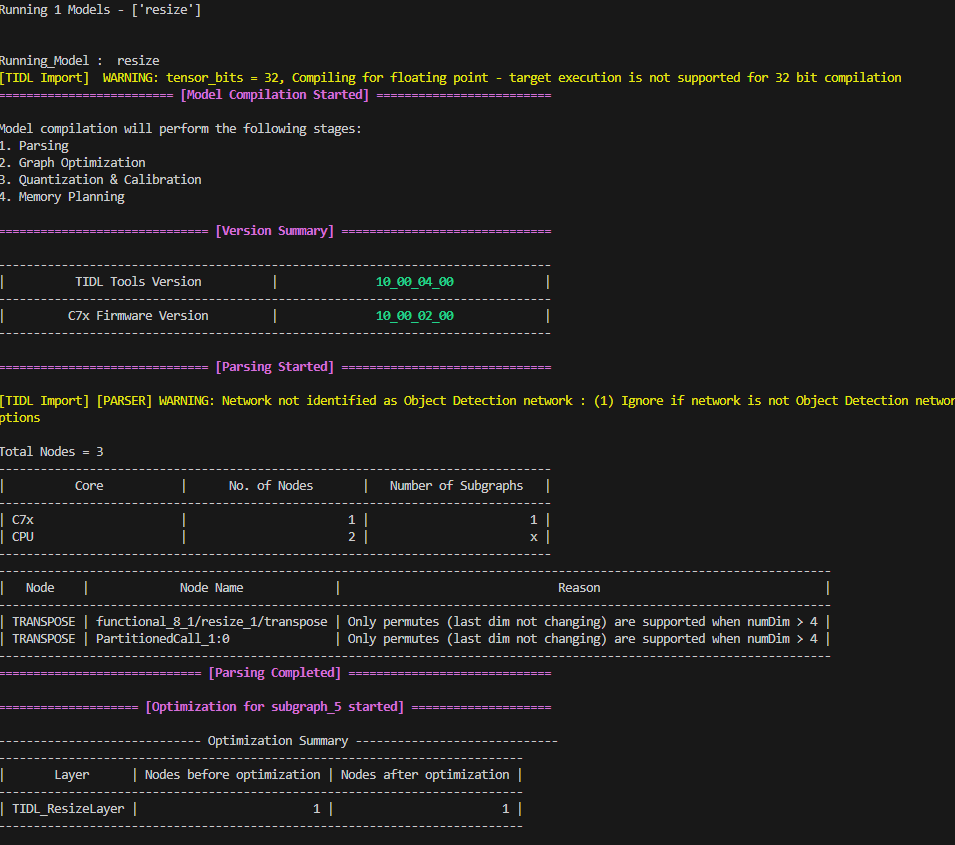 Running 1 Models - ['resize']
Running_Model :  resize
[TIDL Import]  WARNING: tensor_bits = 32, Compiling for floating point - target execution is not supported for 32 bit compilation
========================= [Model Compilation Started] =========================
Model compilation will perform the following stages:
1. Parsing
2. Graph Optimization
3. Quantization & Calibration
4. Memory Planning
============================== [Version Summary] ==============================
-------------------------------------------------------------------------------
|          TIDL Tools Version          |              10_00_04_00             |
-------------------------------------------------------------------------------
|         C7x Firmware Version         |              10_00_02_00             |
-------------------------------------------------------------------------------
============================== [Parsing Started] ==============================
[TIDL Import] [PARSER] WARNING: Network not identified as Object Detection network : (1) Ignore if network is not Object Detection networ
ptions
Total Nodes = 3
-------------------------------------------------------------------------------
|          Core           |      No. of Nodes       |   Number of Subgraphs   |
-------------------------------------------------------------------------------
| C7x                     |                       1 |                       1 |
| CPU                     |                       2 |                       x |
-------------------------------------------------------------------------------
-----------------------------------------------------------------------------------------------------------------------
|   Node    |             Node Name             |                               Reason                                |
-----------------------------------------------------------------------------------------------------------------------
| TRANSPOSE | functional_8_1/resize_1/transpose | Only permutes (last dim not changing) are supported when numDim > 4 |
| TRANSPOSE | PartitionedCall_1:0               | Only permutes (last dim not changing) are supported when numDim > 4 |
-----------------------------------------------------------------------------------------------------------------------
============================= [Parsing Completed] =============================
==================== [Optimization for subgraph_5 started] ====================
----------------------------- Optimization Summary -----------------------------
---------------------------------------------------------------------------
|       Layer      | Nodes before optimization | Nodes after optimization |
---------------------------------------------------------------------------
| TIDL_ResizeLayer |                         1 |                        1 |
---------------------------------------------------------------------------